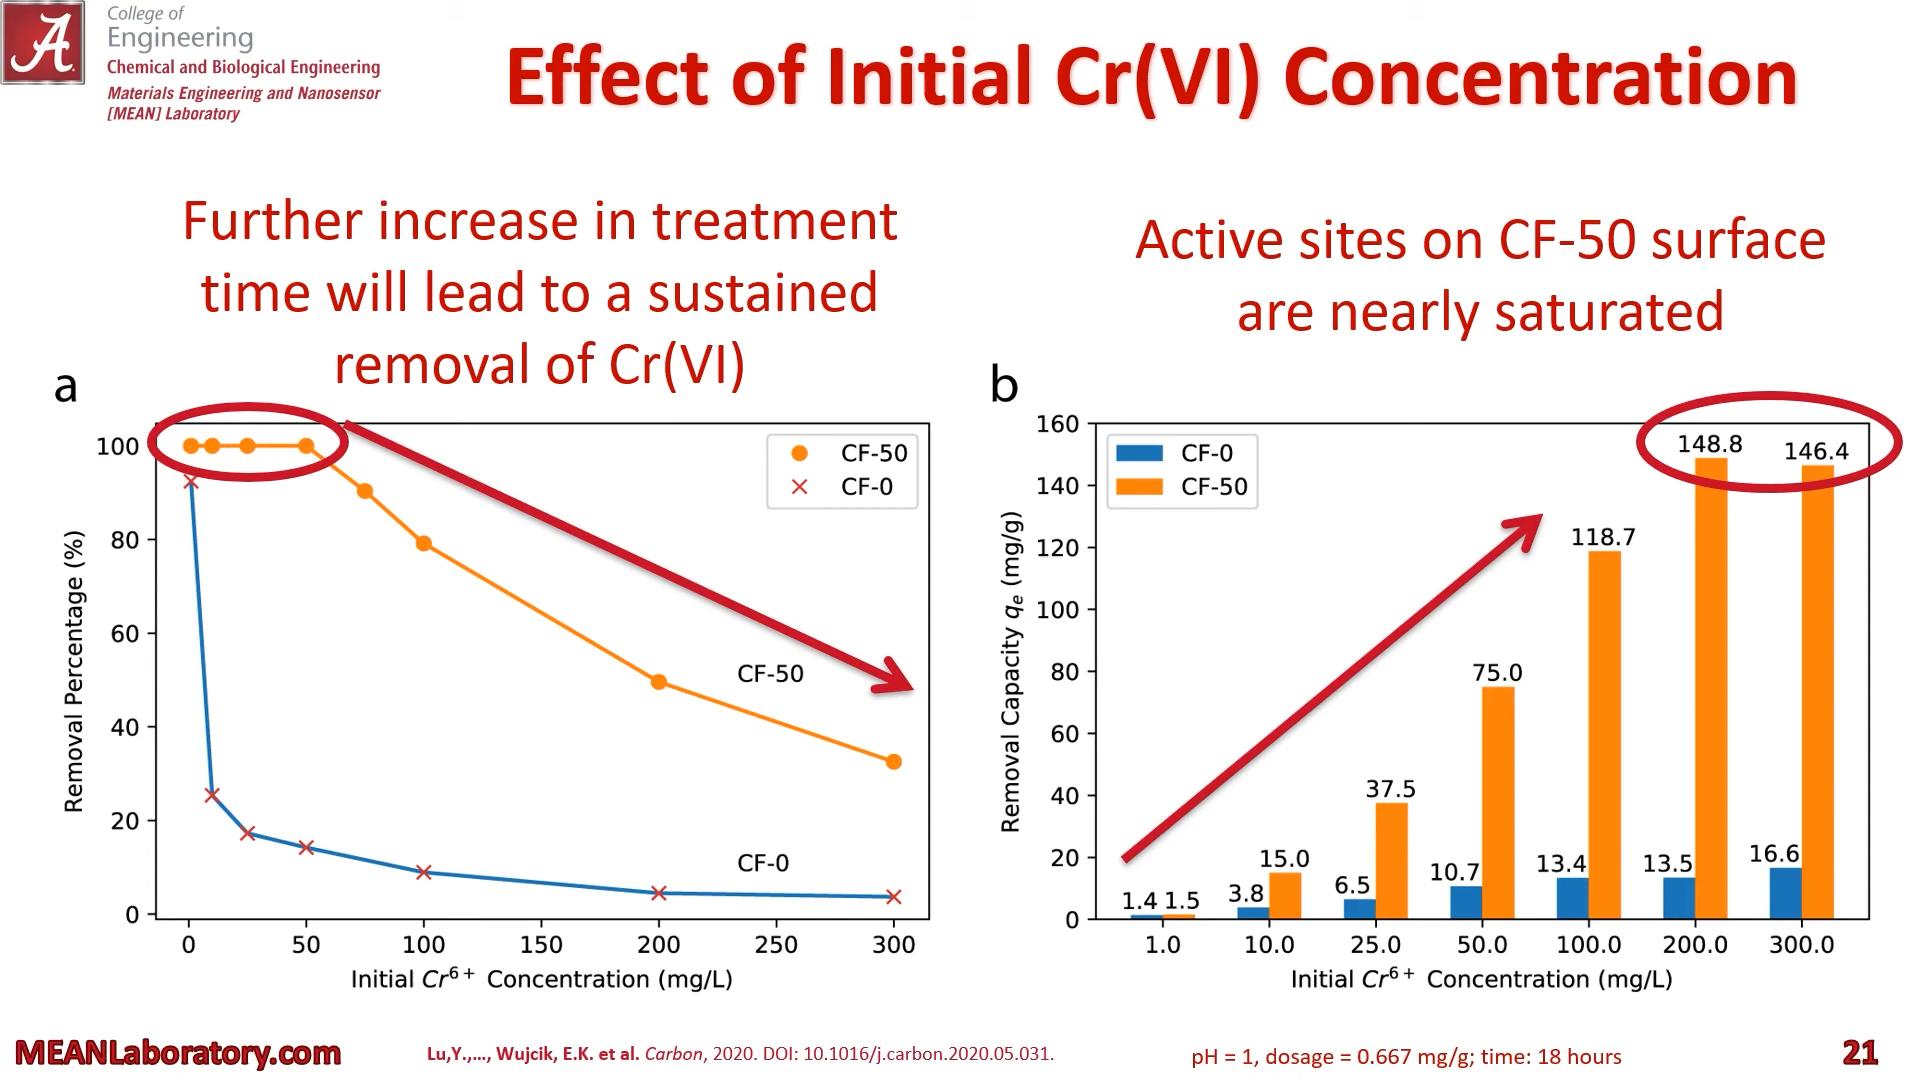 College of
Engineering
Chemical and Biological Engineering
Materials Engineering and Nanosensor
[MEAN] Laboratory
Effect of Initial Cr(VI) Concentration
Further increase in treatment
time will lead to a sustained
removal of Cr(VI)
Active sites on CF-50 surface
are nearly saturated
a
100
80
60
40
20
0
Removal Percentage (%)
CF-50
CF-0
CF-50
CF-0
0 50 100 150 200 250 300
Initial Cr⁶⁺ Concentration (mg/L)
b
160
140
120
100
80
60
40
20
0
Removal Capacity qₑ (mg/g)
CF-0
CF-50
1.4 1.5
3.8 15.0
6.5 37.5
10.7 75.0
13.4 118.7
13.5 148.8
16.6 146.4
1.0 10.0 25.0 50.0 100.0 200.0 300.0
Initial Cr⁶⁺ Concentration (mg/L)
MEANLaboratory.com
Lu,Y.,…, Wujcik, E.K. et al. Carbon, 2020. DOI: 10.1016/j.carbon.2020.05.031.
pH = 1, dosage = 0.667 mg/g; time: 18 hours
21